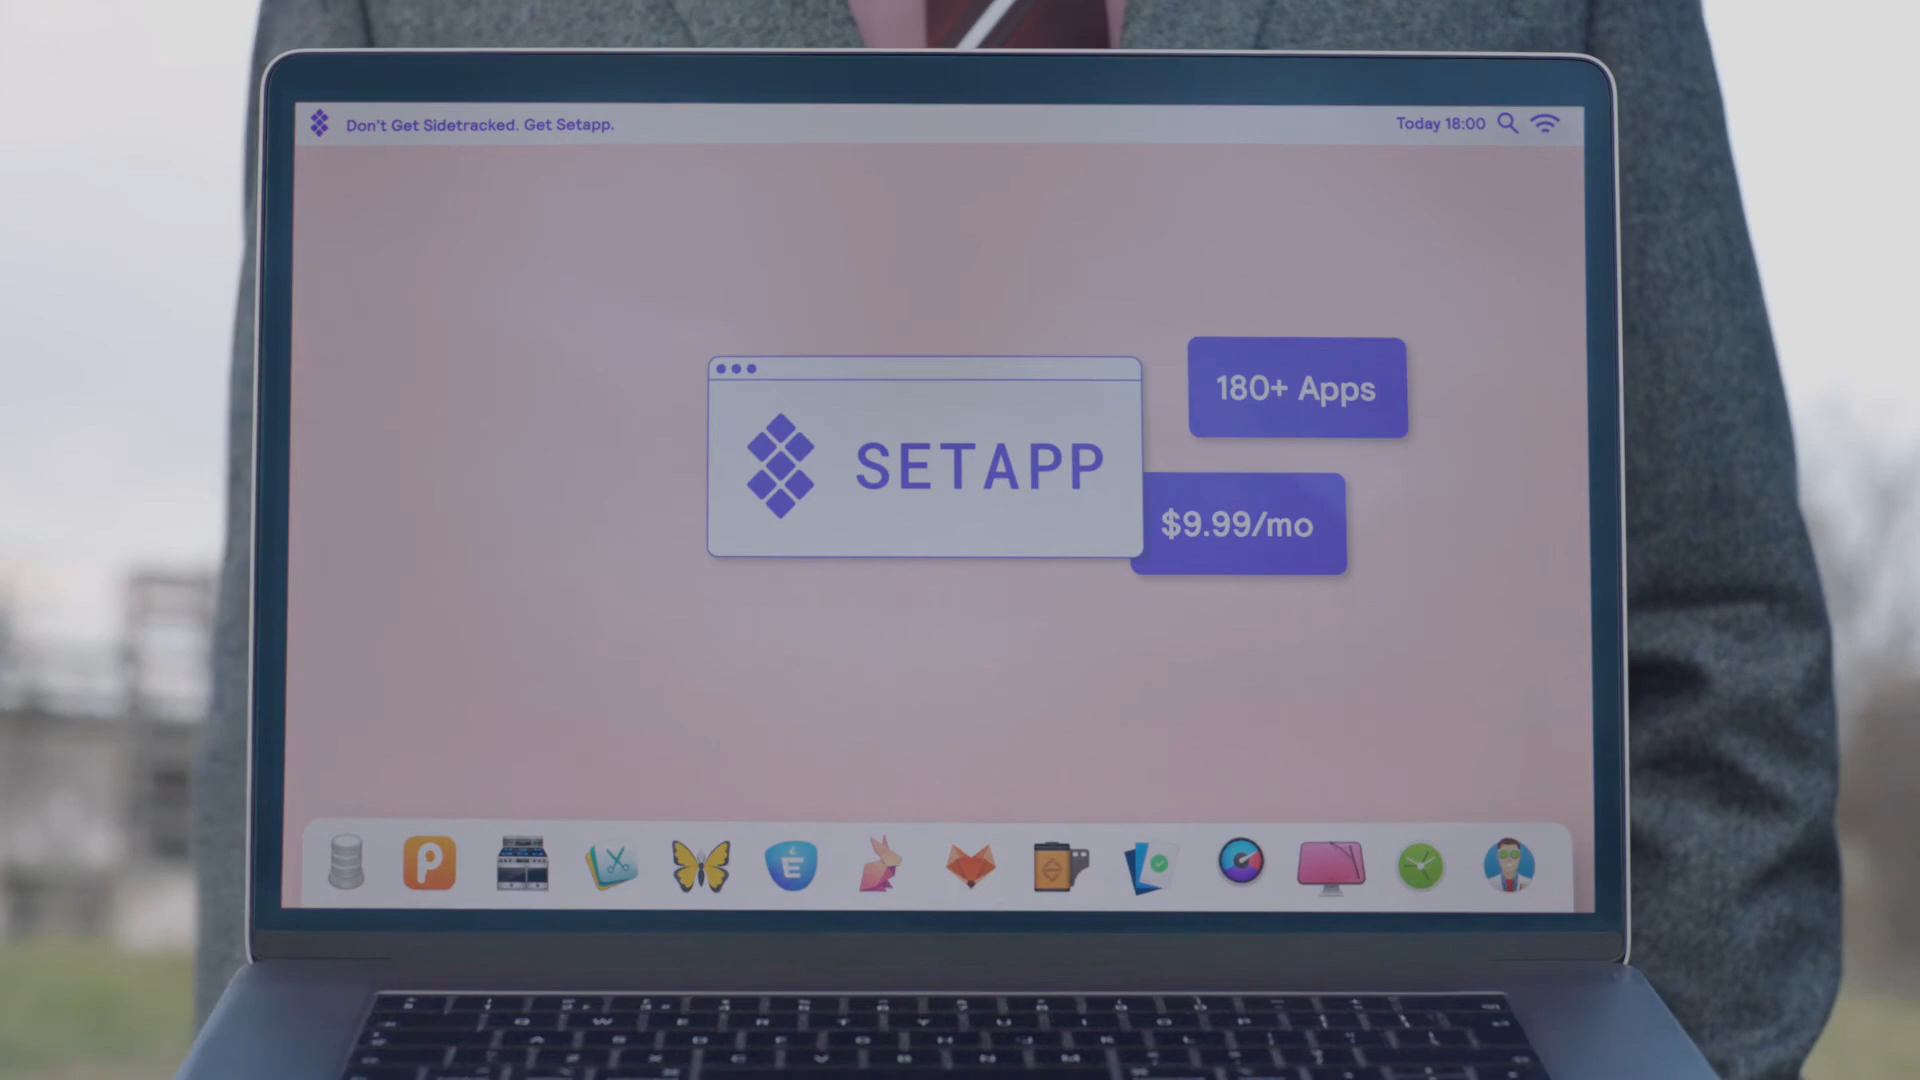 Don't Get Sidetracked. Get Setapp.
Today 18:00
180+ Apps
SETAPP
$9.99/mo
P
E
Q W E R T Y U I O P
A S D F G H J K L
Z X C V B N M